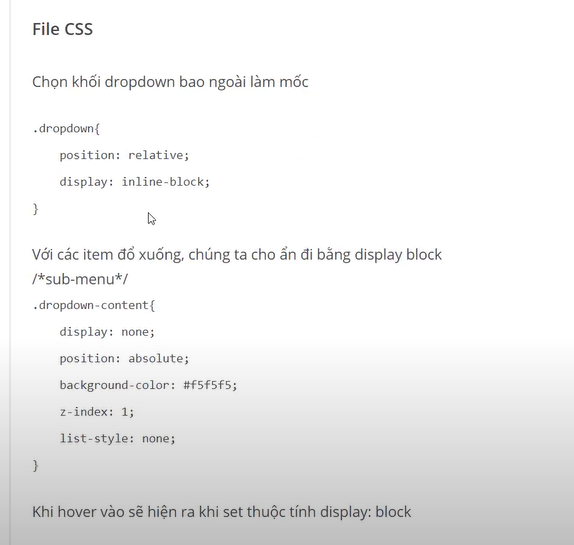 File CSS
Chọn khối dropdown bao ngoài làm mốc
.dropdown{
position: relative;
display: inline-block;
}
Với các item đổ xuống, chúng ta cho ẩn đi bằng display block
/*sub-menu*/
.dropdown-content{
display: none;
position: absolute;
background-color: #f5f5f5;
z-index: 1;
list-style: none;
}
Khi hover vào sẽ hiện ra khi set thuộc tính display: block